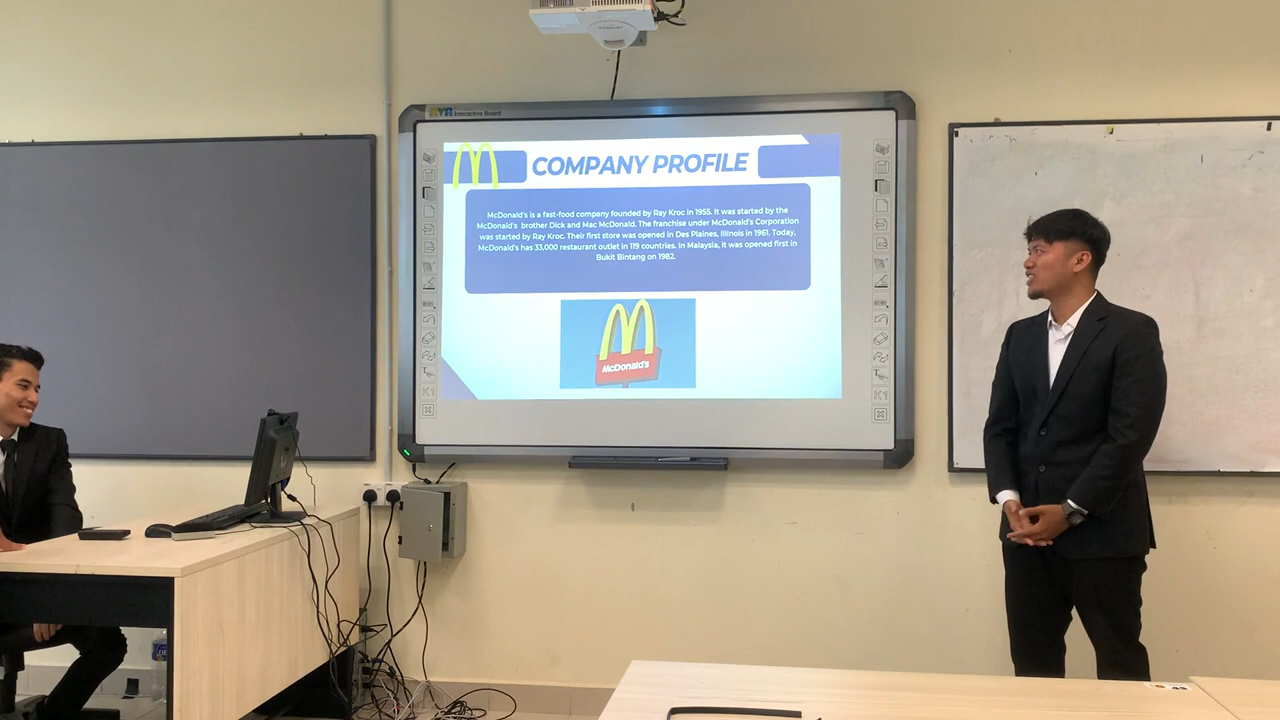 RYR Interactive Board
COMPANY PROFILE
McDonald's is a fast-food company founded by Ray Kroc in 1955. It was started by the
McDonald's brother Dick and Mac McDonald. The franchise under McDonald's Corporation
was started by Ray Kroc. Their first store was opened in Des Plaines, Illinois in 1961. Today,
McDonald's has 33,000 restaurant outlet in 119 countries. In Malaysia, it was opened first in
Bukit Bintang on 1982.
McDonald's